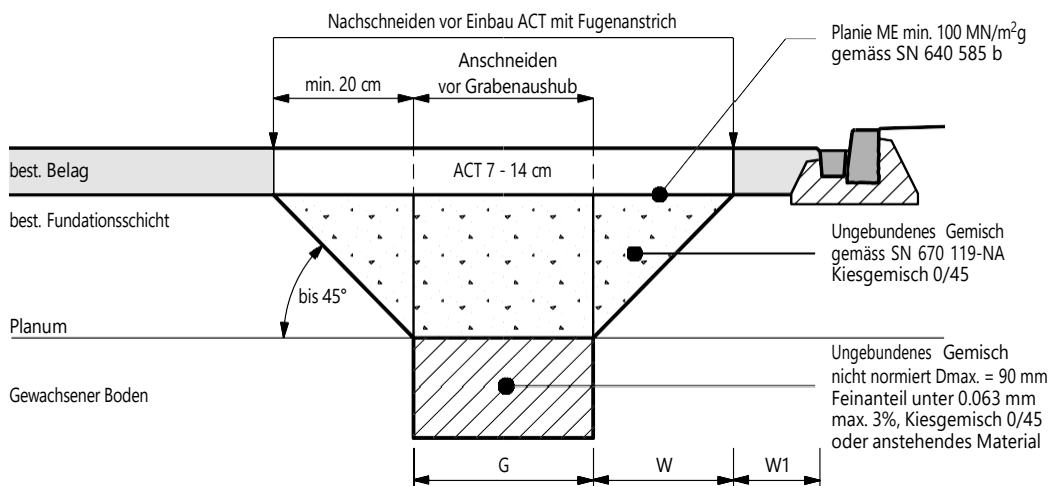 Nachschneiden vor Einbau ACT mit Fugenanstrich
Planie ME min. 100 MN/m²g
gemäss SN 640 585 b
min. 20 cm
Anschneiden
vor Grabenaushub
best. Belag
ACT 7 - 14 cm
best. Fundationsschicht
Ungebundenes Gemisch
gemäss SN 670 119-NA
Kiesgemisch 0/45
bis 45°
Planum
Gewachsener Boden
Ungebundenes Gemisch
nicht normiert Dmax. = 90 mm
Feinanteil unter 0.063 mm
max. 3%, Kiesgemisch 0/45
oder anstehendes Material
G
W
W1